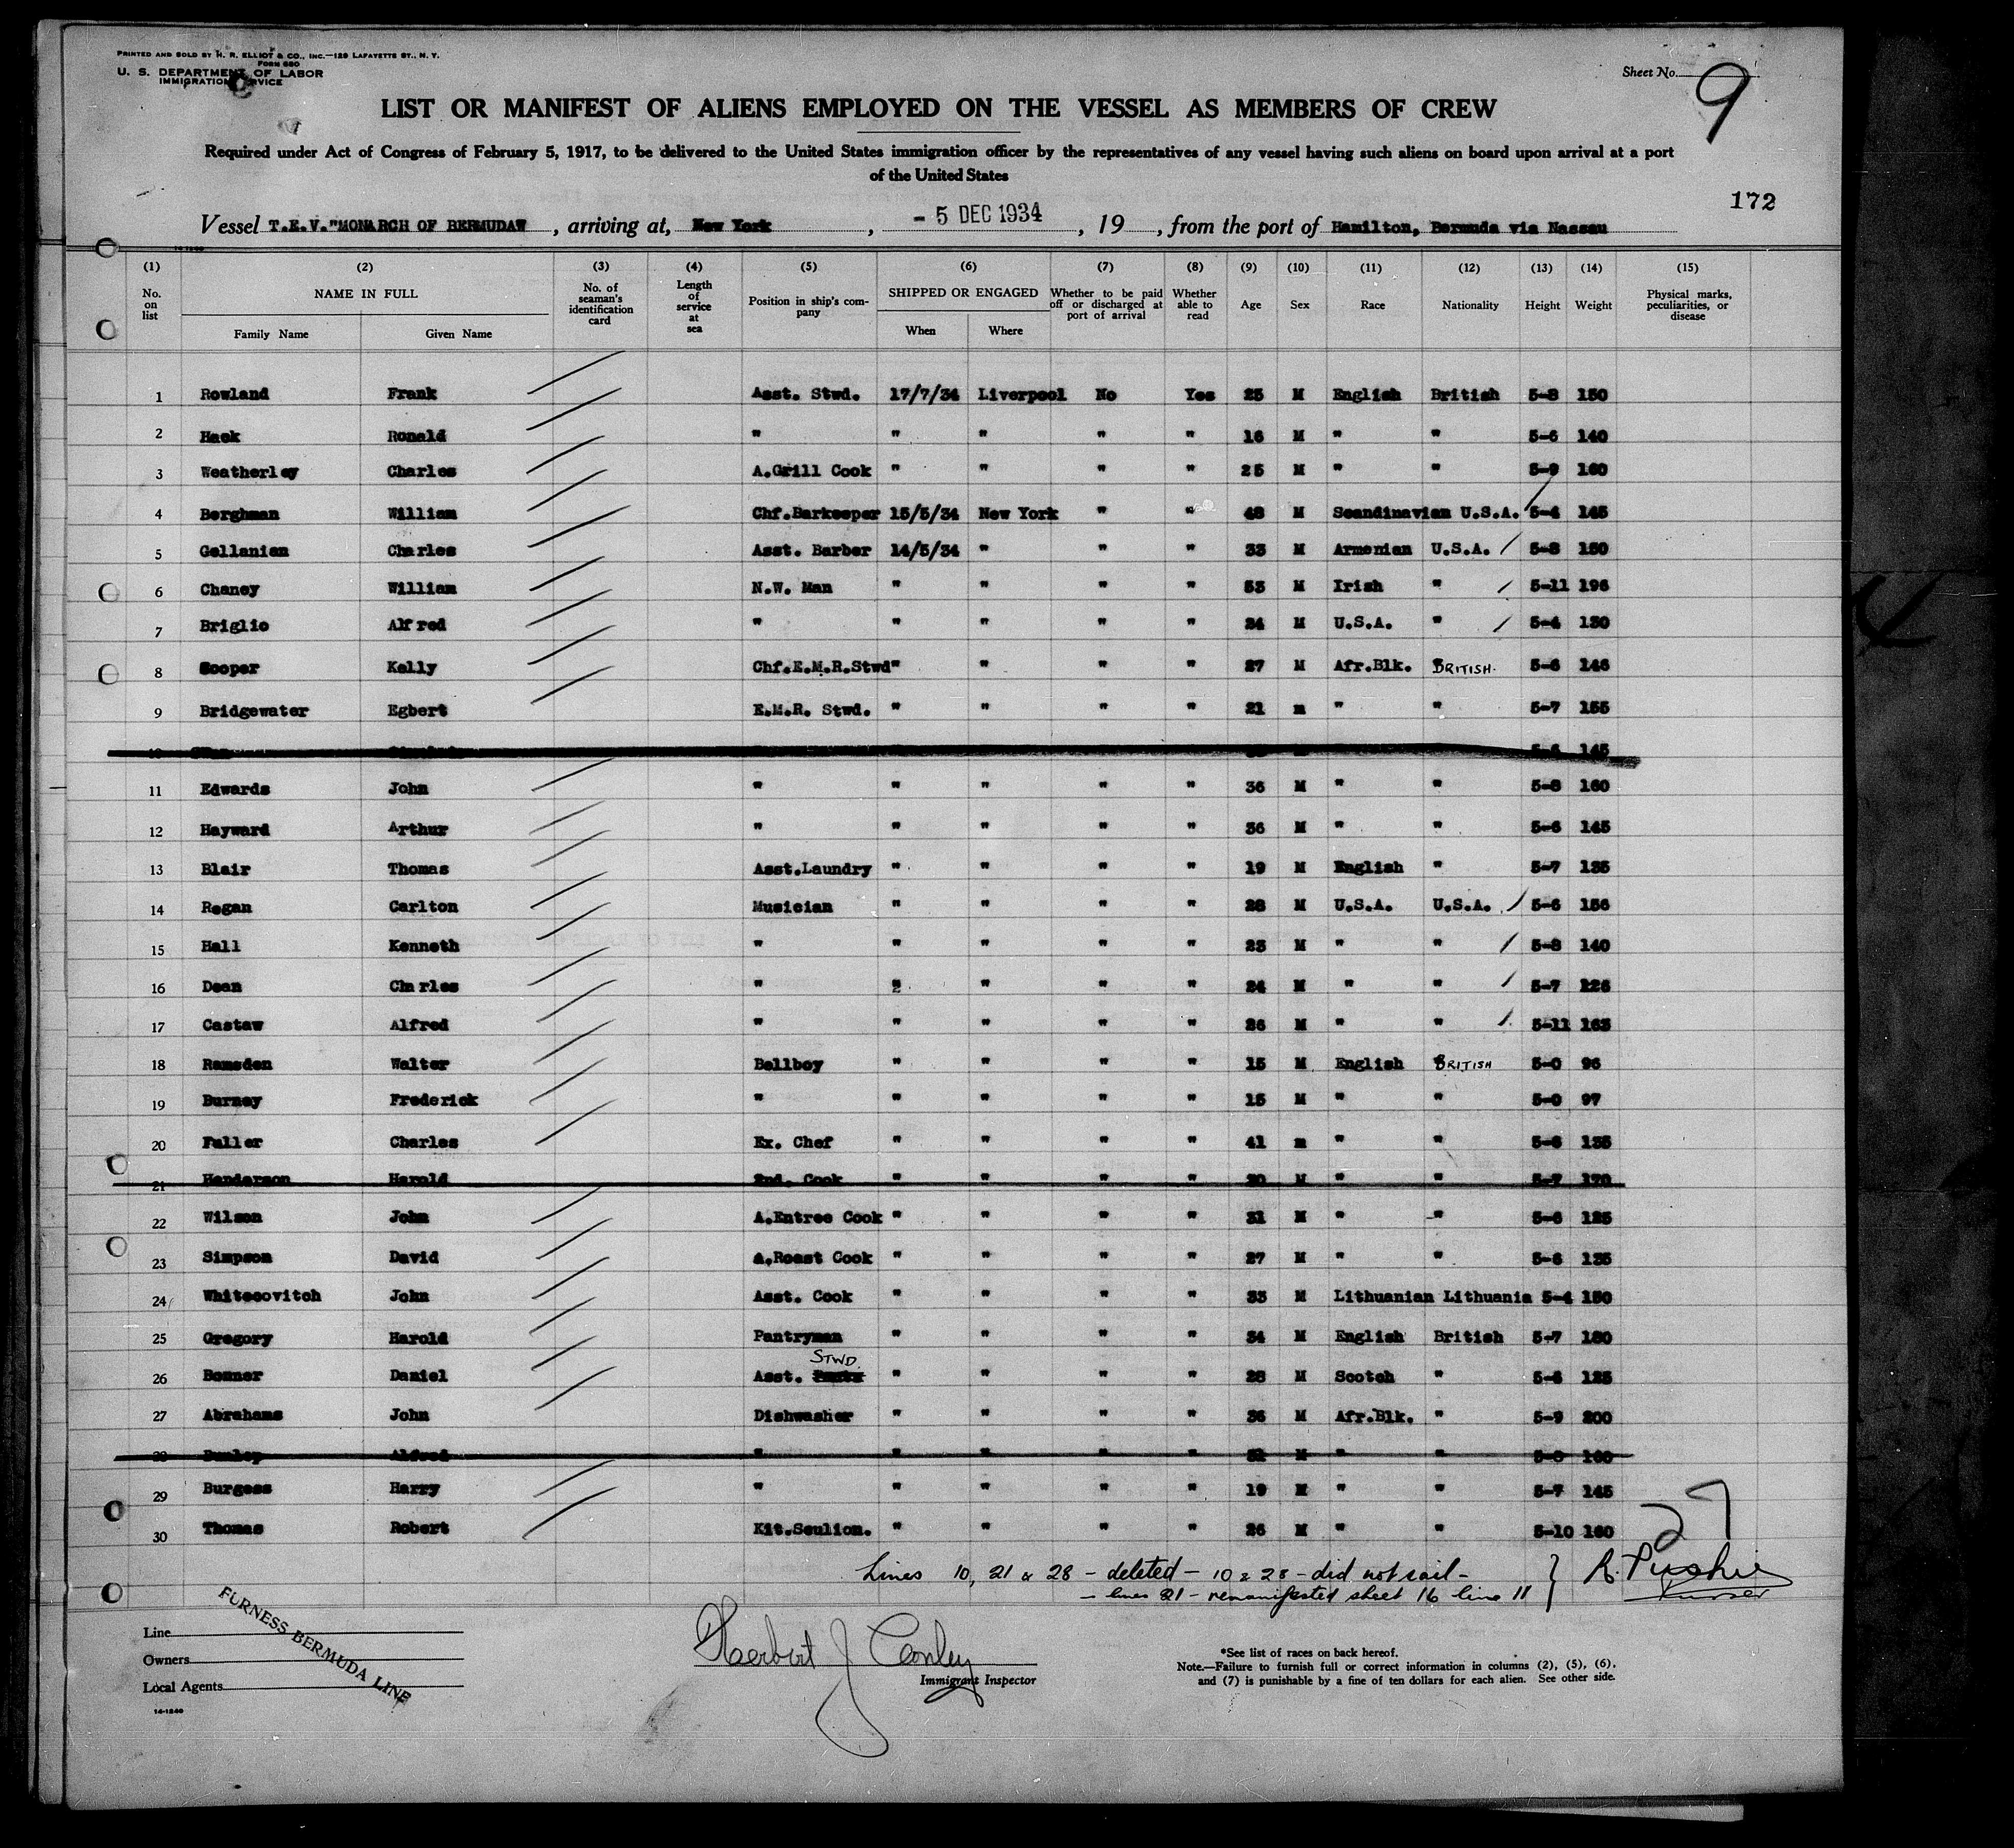 PRINTED AND SOLD BY H. R. ELLIOT & CO., INC.—129 LAFAYETTE ST., N. Y.
FORM 680
U. S. DEPARTMENT OF LABOR
IMMIGRATION SERVICE
Sheet No. 9
LIST OR MANIFEST OF ALIENS EMPLOYED ON THE VESSEL AS MEMBERS OF CREW
Required under Act of Congress of February 5, 1917, to be delivered to the United States immigration officer by the representatives of any vessel having such aliens on board upon arrival at a port
of the United States
172
Vessel T.E.V."MONARCH OF BERMUDA" , arriving at, New York , - 5 DEC 1934 , 19 , from the port of Hamilton, Bermuda via Nassau
14-1240
(1) (2) (3) (4) (5) (6) (7) (8) (9) (10) (11) (12) (13) (14) (15)
No. on list NAME IN FULL Family Name Given Name No. of seaman's identification card Length of service at sea Position in ship's company SHIPPED OR ENGAGED When Where Whether to be paid off or discharged at port of arrival Whether able to read Age Sex Race Nationality Height Weight Physical marks, peculiarities, or disease
1 Rowland Frank Asst. Stwd. 17/7/34 Liverpool No Yes 23 M English British 5-8 150
2 Hack Ronald " " " " " 16 M " " 5-6 140
3 Weatherley Charles A.Grill Cook " " " " 25 M " " 5-9 160
4 Berghman William Chf.Barkeeper 15/5/34 New York " " 48 M Scandinavian U.S.A. 5-4 145
5 Gellanian Charles Asst. Barber 14/5/34 " " " 33 M Armenian U.S.A. 5-8 150
6 Chaney William N.W. Man " " " " 53 M Irish " 5-11 196
7 Briglio Alfred " " " " " 24 M U.S.A. " 5-4 130
8 Cooper Kelly Chf.E.M.R.Stwd " " " " 27 M Afr.Blk. BRITISH. 5-6 146
9 Bridgewater Egbert E.M.R. Stwd. " " " " 21 m " " 5-7 155
10 5-6 145
11 Edwards John " " " " " 36 M " " 5-8 160
12 Hayward Arthur " " " " " 36 M " " 5-6 145
13 Blair Thomas Asst.Laundry " " " " 19 M English " 5-7 135
14 Regan Carlton Musician " " " " 28 M U.S.A. U.S.A. 5-6 156
15 Hall Kenneth " " " " " 23 M " " 5-8 140
16 Dean Charles " " " " " 24 M " " 5-7 126
17 Castaw Alfred " " " " " 26 M " " 5-11 163
18 Ramsden Walter Bellboy " " " " 15 M English BRITISH 5-0 96
19 Burney Frederick " " " " " 15 M " " 5-0 97
20 Fuller Charles Ex. Chef " " " " 41 m " " 5-6 135
21 Henderson Harold 2nd. Cook " " " " 30 M " " 5-7 170
22 Wilson John A.Entree Cook " " " " 31 M " " 5-6 125
23 Simpson David A.Roast Cook " " " " 27 M " " 5-6 135
24 Whitecovitch John Asst. Cook " " " " 33 M Lithuanian Lithuania 5-4 150
25 Gregory Harold Pantryman " " " " 34 M English British 5-7 180
STWD.
26 Bonner Daniel Asst. " " " " 28 M Scotch " 5-6 125
27 Abrahams John Dishwasher " " " " 36 M Afr.Blk. " 5-9 200
28 Dunlop Alfred " " " " " M " " 5-8 160
29 Burgess Harry " " " " " 19 M " " 5-7 145
30 Thomas Robert Kit.Scullion. " " " " 26 M " " 5-10 160
27
Lines 10, 21 & 28 – deleted – 10 & 28 – did not sail –
– lines 21 – remanifested sheet 16 line 11
Purser
Line
Owners
Local Agents
FURNESS BERMUDA LINE
14-1240
Herbert J Conley
Immigrant Inspector
*See list of races on back hereof.
Note.—Failure to furnish full or correct information in columns (2), (5), (6),
and (7) is punishable by a fine of ten dollars for each alien. See other side.